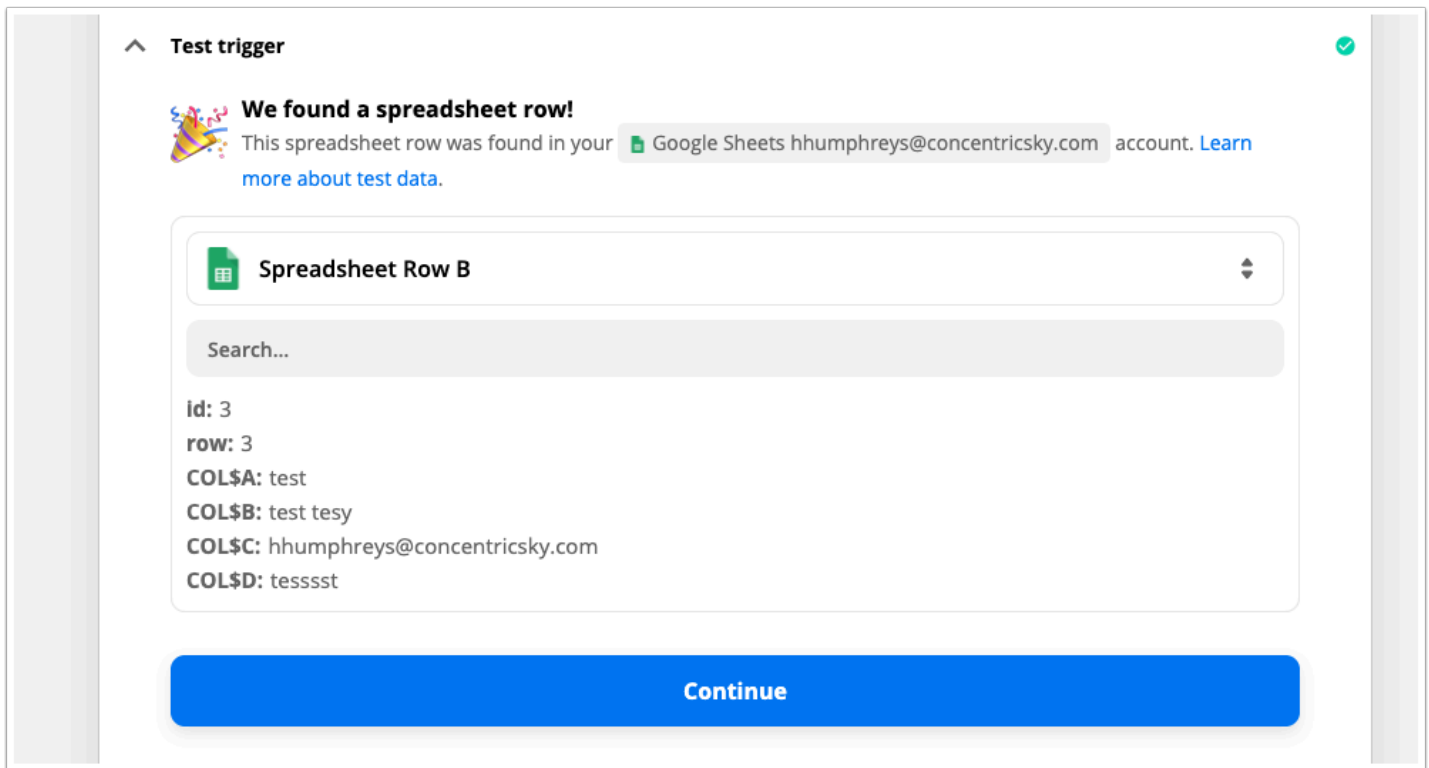 Test trigger
We found a spreadsheet row!
This spreadsheet row was found in your Google Sheets hhumphreys@concentricsky.com account. Learn
more about test data.
Spreadsheet Row B
Search...
id: 3
row: 3
COL$A: test
COL$B: test tesy
COL$C: hhumphreys@concentricsky.com
COL$D: tesssst
Continue